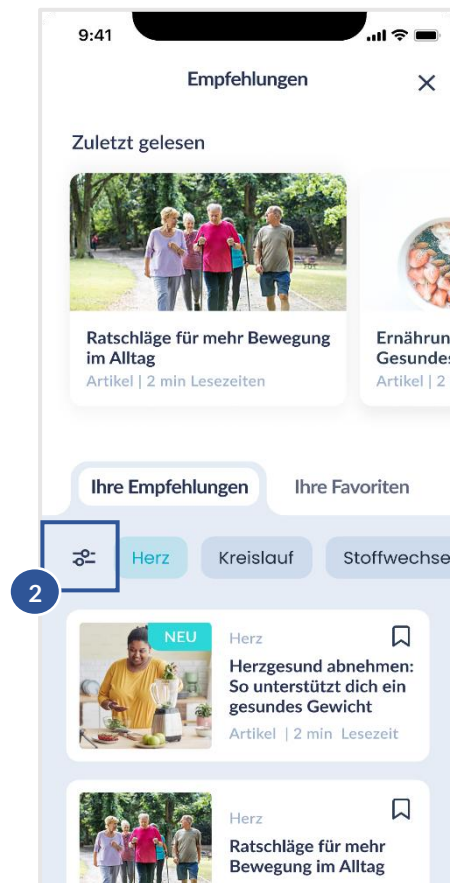 9:41
Empfehlungen
Zuletzt gelesen
Ratschläge für mehr Bewegung
im Alltag
Artikel | 2 min Lesezeiten
Ernährun
Gesundes
Artikel | 2
Ihre Empfehlungen
Ihre Favoriten
Herz
Kreislauf
Stoffwechse
2
NEU
Herz
Herzgesund abnehmen:
So unterstützt dich ein
gesundes Gewicht
Artikel | 2 min Lesezeit
Herz
Ratschläge für mehr
Bewegung im Alltag